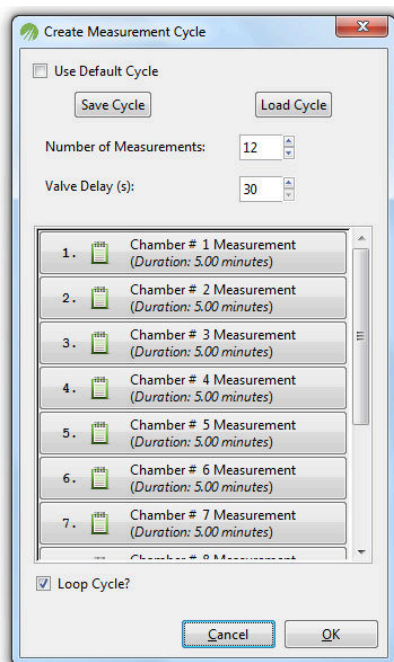 Create Measurement Cycle
Use Default Cycle
Save Cycle Load Cycle
Number of Measurements: 12
Valve Delay (s): 30
1. Chamber # 1 Measurement
(Duration: 5.00 minutes)
2. Chamber # 2 Measurement
(Duration: 5.00 minutes)
3. Chamber # 3 Measurement
(Duration: 5.00 minutes)
4. Chamber # 4 Measurement
(Duration: 5.00 minutes)
5. Chamber # 5 Measurement
(Duration: 5.00 minutes)
6. Chamber # 6 Measurement
(Duration: 5.00 minutes)
7. Chamber # 7 Measurement
(Duration: 5.00 minutes)
Chamber # 8 Measurement
Loop Cycle?
Cancel OK